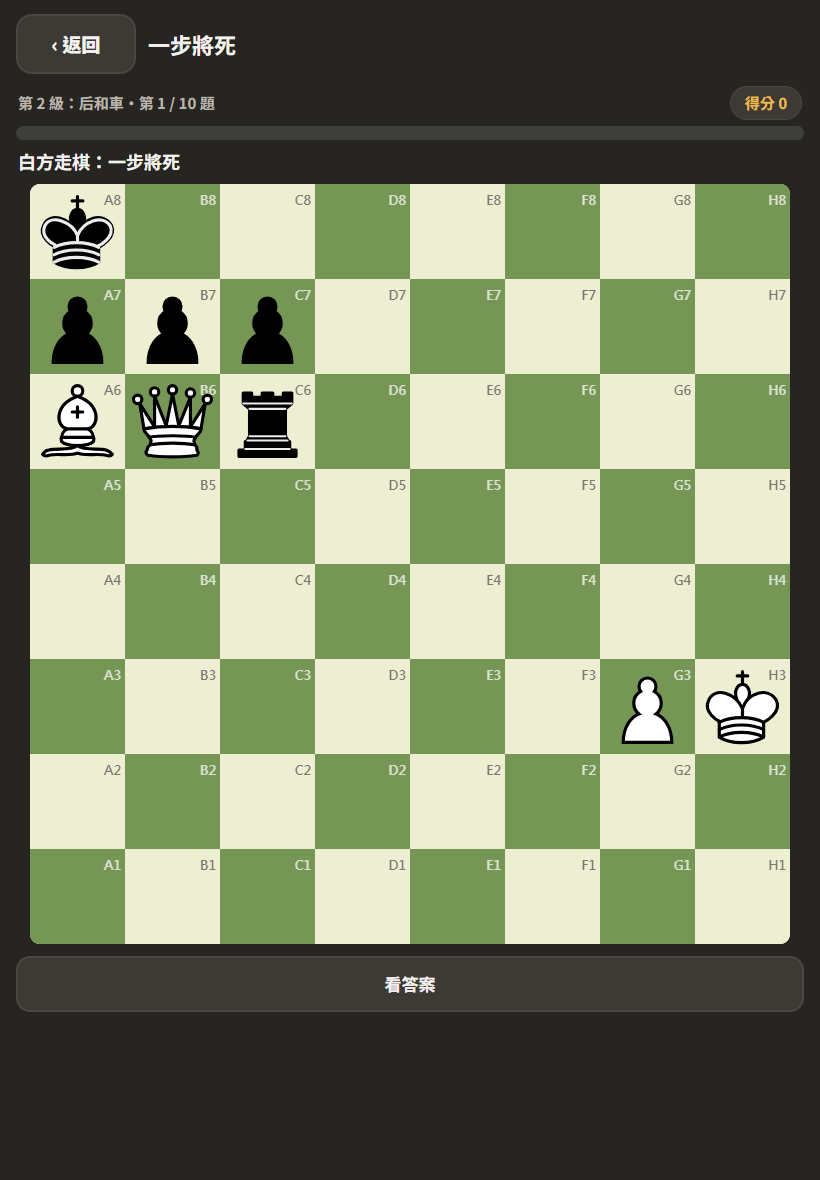 ‹ 返回 一步將死
第 2 級：后和車 · 第 1 / 10 題 得分 0
白方走棋：一步將死
A8 B8 C8 D8 E8 F8 G8 H8
A7 B7 C7 D7 E7 F7 G7 H7
A6 B6 C6 D6 E6 F6 G6 H6
A5 B5 C5 D5 E5 F5 G5 H5
A4 B4 C4 D4 E4 F4 G4 H4
A3 B3 C3 D3 E3 F3 G3 H3
A2 B2 C2 D2 E2 F2 G2 H2
A1 B1 C1 D1 E1 F1 G1 H1
看答案